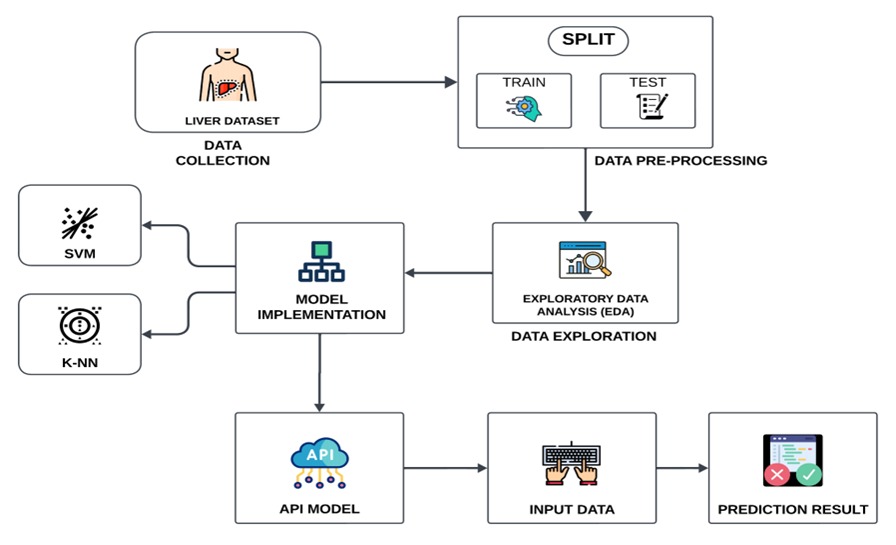 SPLIT
TRAIN
TEST
LIVER DATASET
DATA
COLLECTION
DATA PRE-PROCESSING
SVM
MODEL
IMPLEMENTATION
EXPLORATORY DATA
ANALYSIS (EDA)
DATA EXPLORATION
K-NN
API
API MODEL
INPUT DATA
PREDICTION RESULT